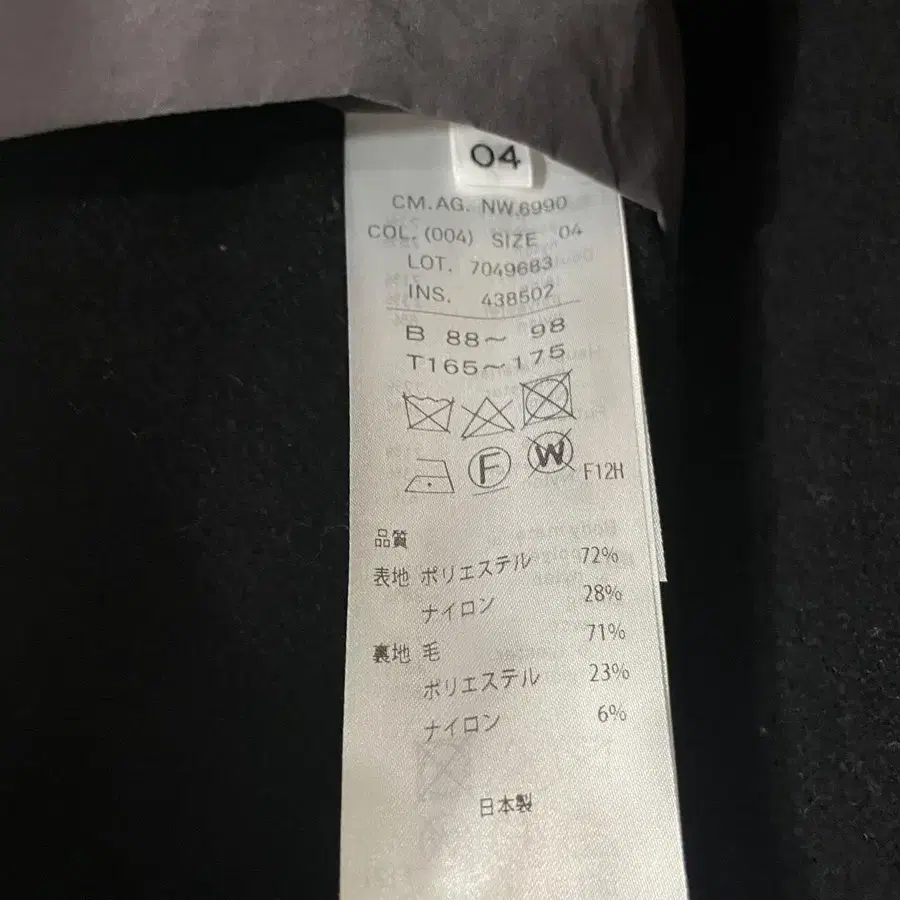 04
CM.AG. NW.6990
COL. (004) SIZE 04
LOT. 7049683
INS. 438502
B 88~ 98
T165~175
F W F12H
品質
表地 ポリエステル 72%
ナイロン 28%
裏地 毛 71%
ポリエステル 23%
ナイロン 6%
日本製